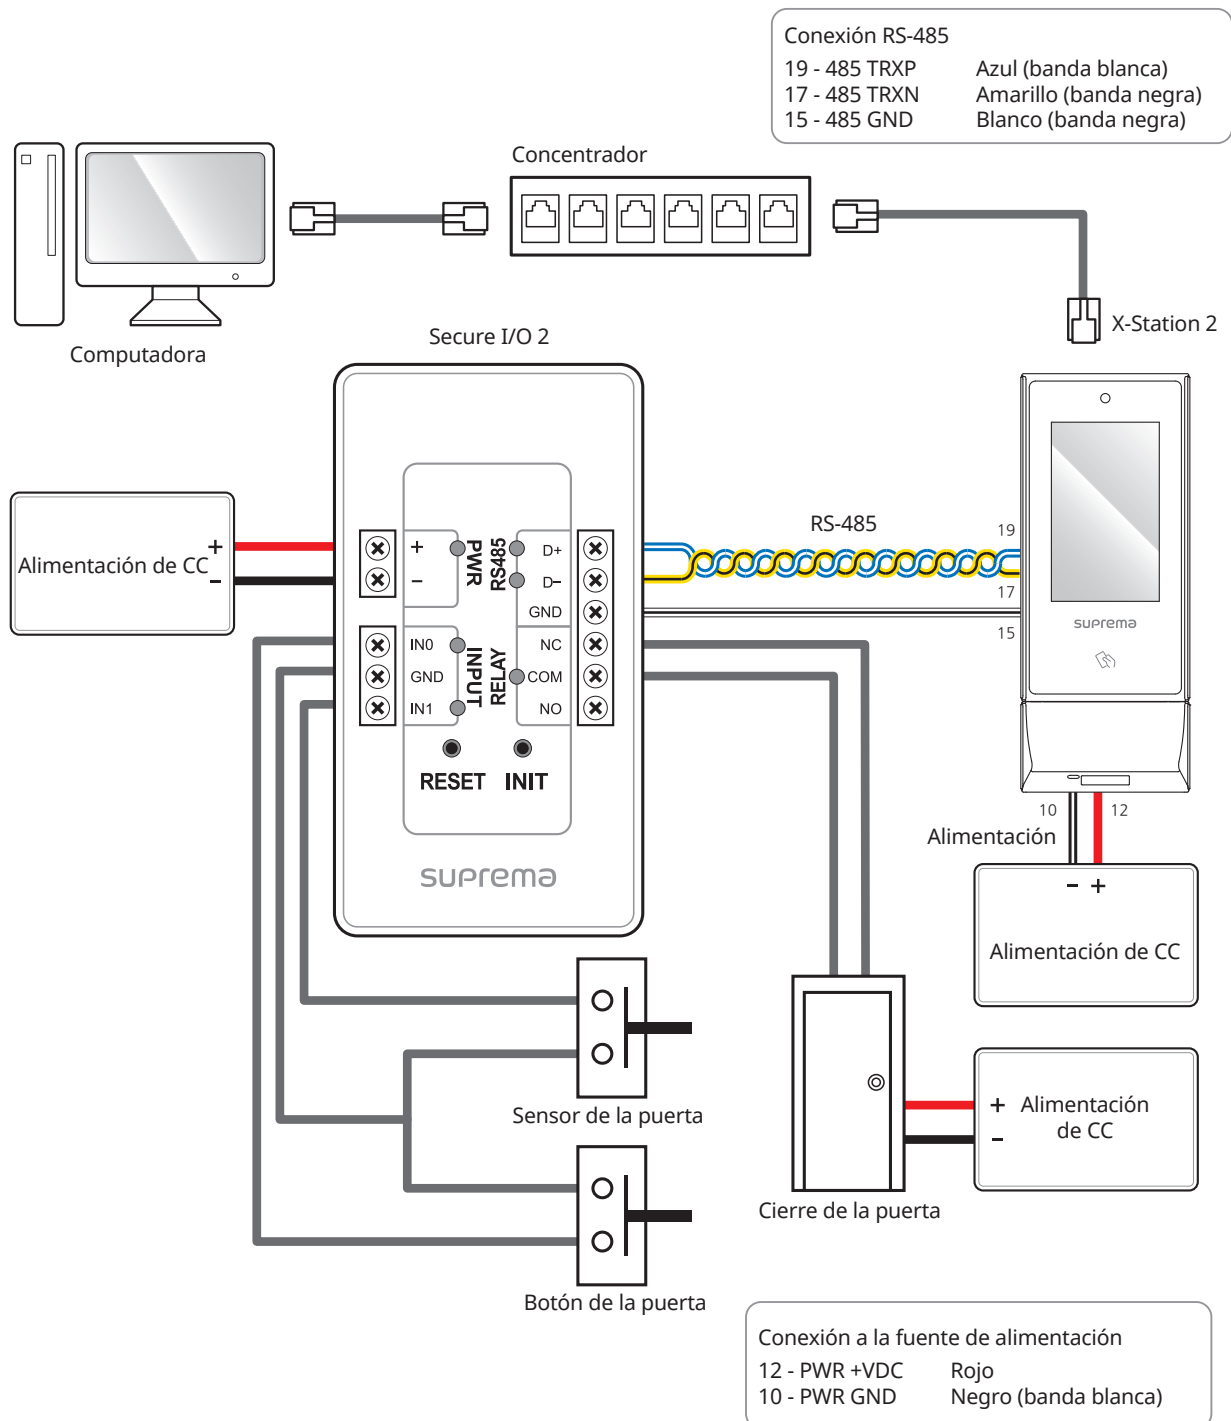 Conexión RS-485
19 - 485 TRXP Azul (banda blanca)
17 - 485 TRXN Amarillo (banda negra)
15 - 485 GND Blanco (banda negra)
Concentrador
Computadora
X-Station 2
Secure I/O 2
Alimentación de CC
+
−
+
−
PWR
RS485
D+
D−
GND
IN0
GND
IN1
INPUT
RELAY
NC
COM
NO
RESET INIT
suprema
RS-485
19
17
15
suprema
10
12
Alimentación
− +
Alimentación de CC
Sensor de la puerta
Botón de la puerta
Cierre de la puerta
+
−
Alimentación
de CC
Conexión a la fuente de alimentación
12 - PWR +VDC Rojo
10 - PWR GND Negro (banda blanca)